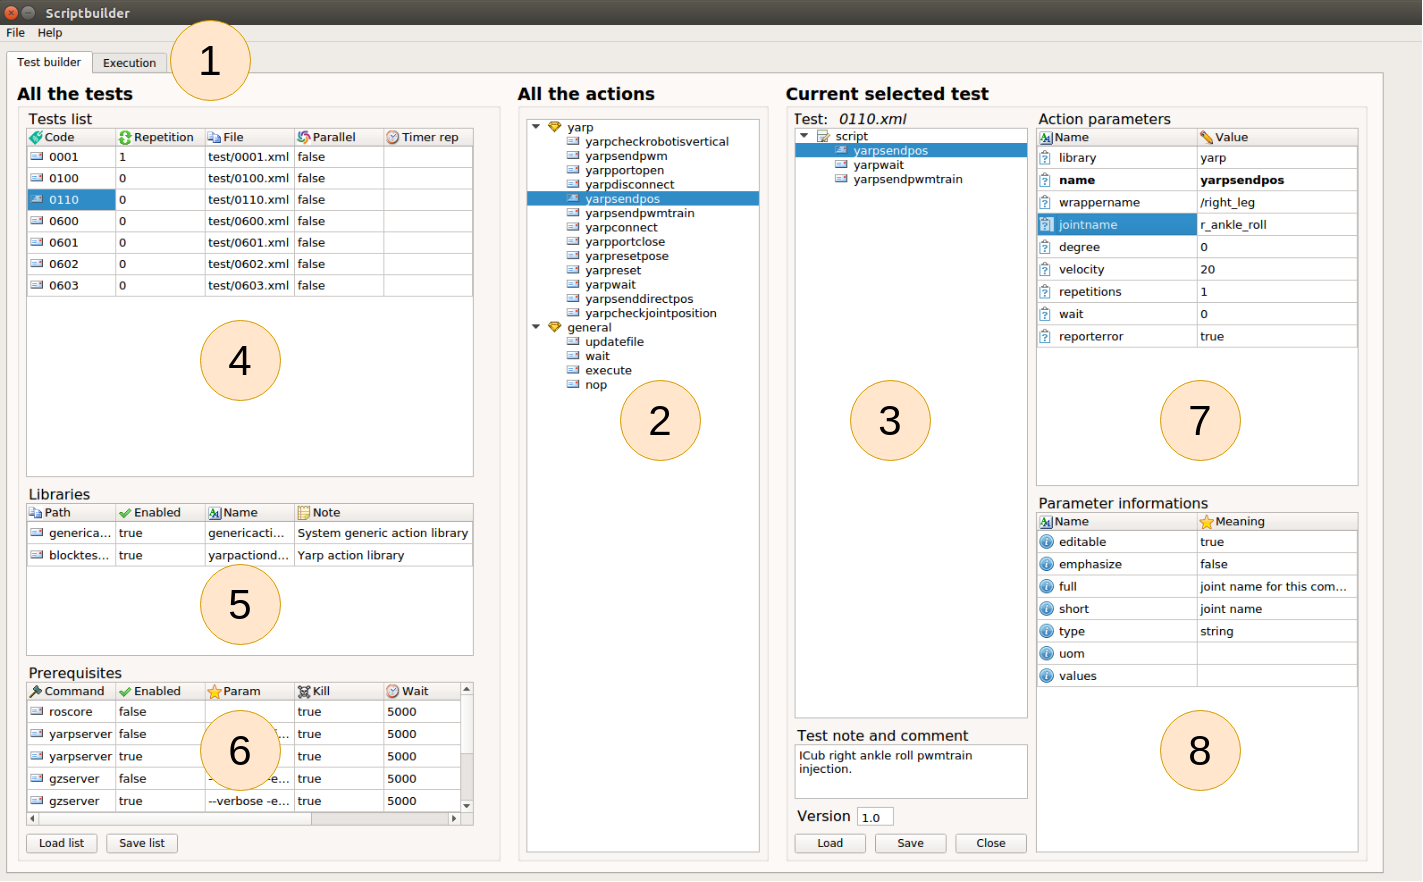 Scriptbuilder
File Help
Test builder Execution
1
All the tests
Tests list
Code Repetition File Parallel Timer rep
0001 1 test/0001.xml false
0100 0 test/0100.xml false
0110 0 test/0110.xml false
0600 0 test/0600.xml false
0601 0 test/0601.xml false
0602 0 test/0602.xml false
0603 0 test/0603.xml false
4
Libraries
Path Enabled Name Note
generica... true genericacti... System generic action library
blocktes... true yarpactiond... Yarp action library
5
Prerequisites
Command Enabled Param Kill Wait
roscore false true 5000
yarpserver false ...  true 5000
yarpserver true true 5000
gzserver false e... true 5000
gzserver true --verbose -e... true 5000
6
Load list Save list
All the actions
yarp
yarpcheckrobotisvertical
yarpsendpwm
yarpportopen
yarpdisconnect
yarpsendpos
yarpsendpwmtrain
yarpconnect
yarpportclose
yarpresetpose
yarpreset
yarpwait
yarpsenddirectpos
yarpcheckjointposition
general
updatefile
wait
execute
nop
2
Current selected test
Test: 0110.xml
script
yarpsendpos
yarpwait
yarpsendpwmtrain
3
Test note and comment
ICub right ankle roll pwmtrain
injection.
Version 1.0
Load Save Close
Action parameters
Name Value
library yarp
name yarpsendpos
wrappername /right_leg
jointname r_ankle_roll
degree 0
velocity 20
repetitions 1
wait 0
reporterror true
7
Parameter informations
Name Meaning
editable true
emphasize false
full joint name for this com...
short joint name
type string
uom
values
8